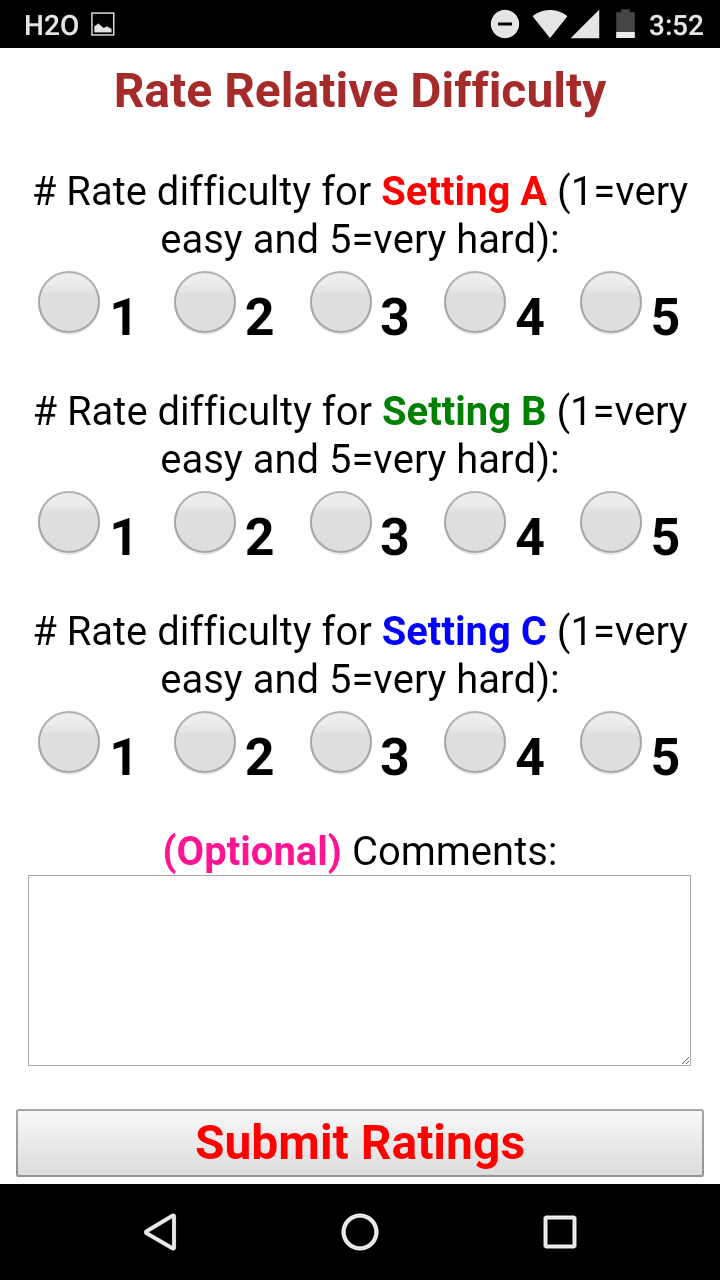 H2O 3:52
Rate Relative Difficulty
# Rate difficulty for Setting A (1=very
easy and 5=very hard):
1 2 3 4 5
# Rate difficulty for Setting B (1=very
easy and 5=very hard):
1 2 3 4 5
# Rate difficulty for Setting C (1=very
easy and 5=very hard):
1 2 3 4 5
(Optional) Comments:
Submit Ratings